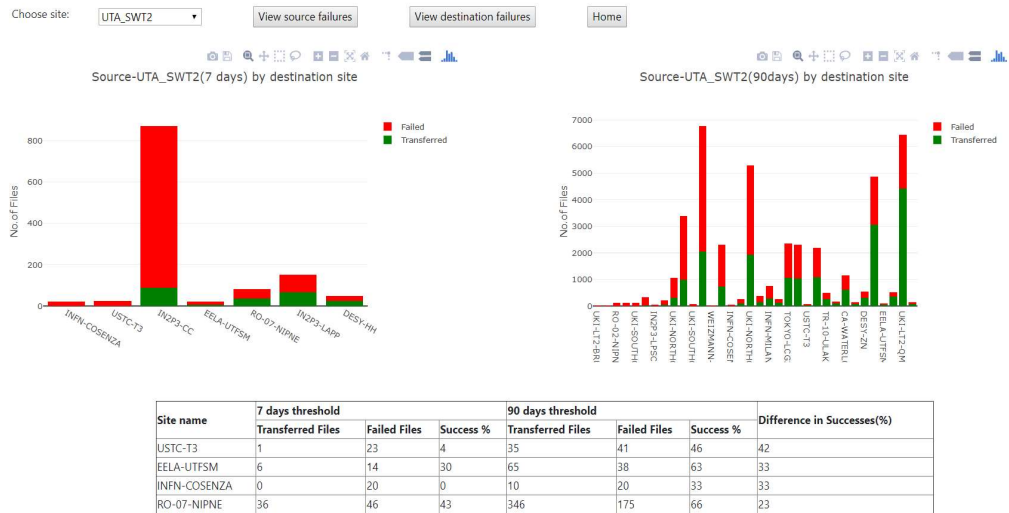 Choose site:
UTA_SWT2
View source failures
View destination failures
Home
Source-UTA_SWT2(7 days) by destination site
Failed
Transferred
No.of Files
800
600
400
200
0
INFN-COSENZA
USTC-T3
IN2P3-CC
EELA-UTFSM
RO-07-NIPNE
IN2P3-LAPP
DESY-HH
Source-UTA_SWT2(90days) by destination site
Failed
Transferred
No.of Files
7000
6000
5000
4000
3000
2000
1000
0
UKI-LT2-BRI
RO-02-NIPN
UKI-SOUTH
IN2P3-LPSC
UKI-NORTH
UKI-SOUTH
WEIZMANN-
INFN-COSE
UKI-NORTH
INFN-MILAN
TOKYO-LCG
USTC-T3
TR-10-ULAK
CA-WATERL
DESY-ZN
EELA-UTFSM
UKI-LT2-QM
Site name 7 days threshold 90 days threshold Difference in Successes(%)
Transferred Files Failed Files Success % Transferred Files Failed Files Success %
USTC-T3 1 23 4 35 41 46 42
EELA-UTFSM 6 14 30 65 38 63 33
INFN-COSENZA 0 20 0 10 20 33 33
RO-07-NIPNE 36 46 43 346 175 66 23